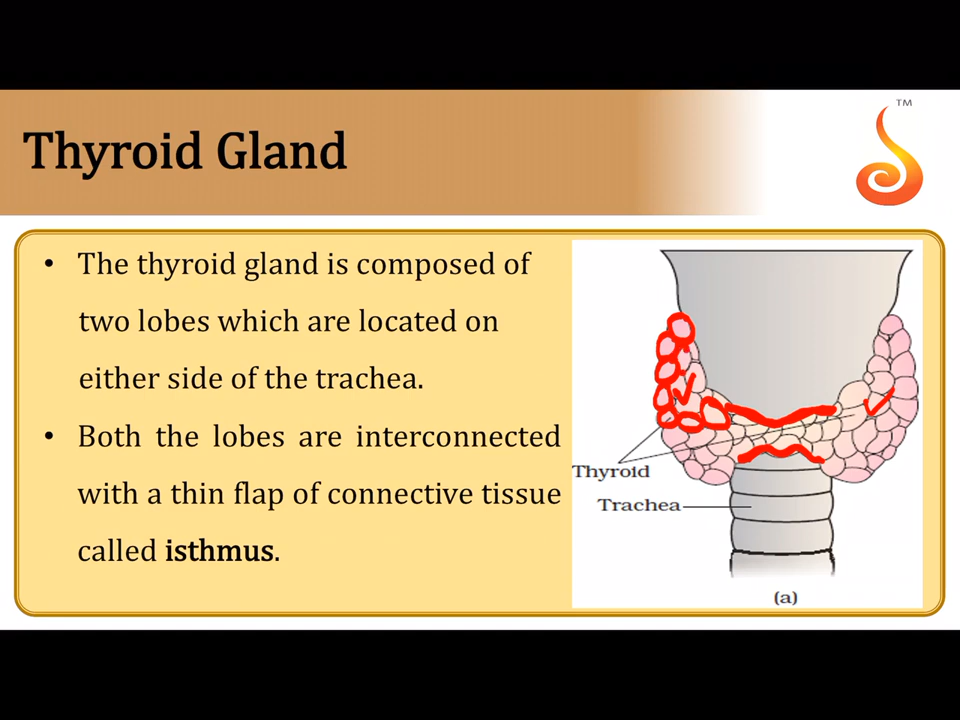 TM
Thyroid Gland
• The thyroid gland is composed of
two lobes which are located on
either side of the trachea.
• Both the lobes are interconnected
with a thin flap of connective tissue
called isthmus.
Thyroid
Trachea
(a)